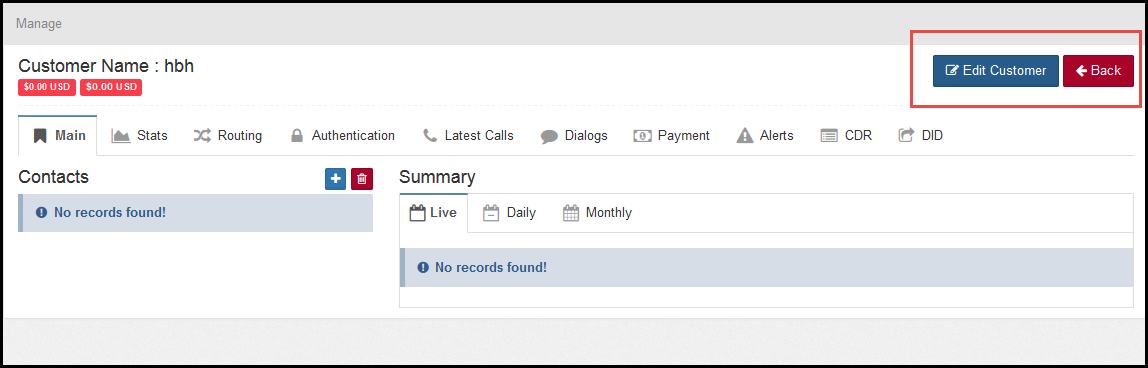 Manage
Customer Name : hbh
$0.00 USD $0.00 USD
Edit Customer Back
Main Stats Routing Authentication Latest Calls Dialogs Payment Alerts CDR DID
Contacts
No records found!
Summary
Live Daily Monthly
No records found!